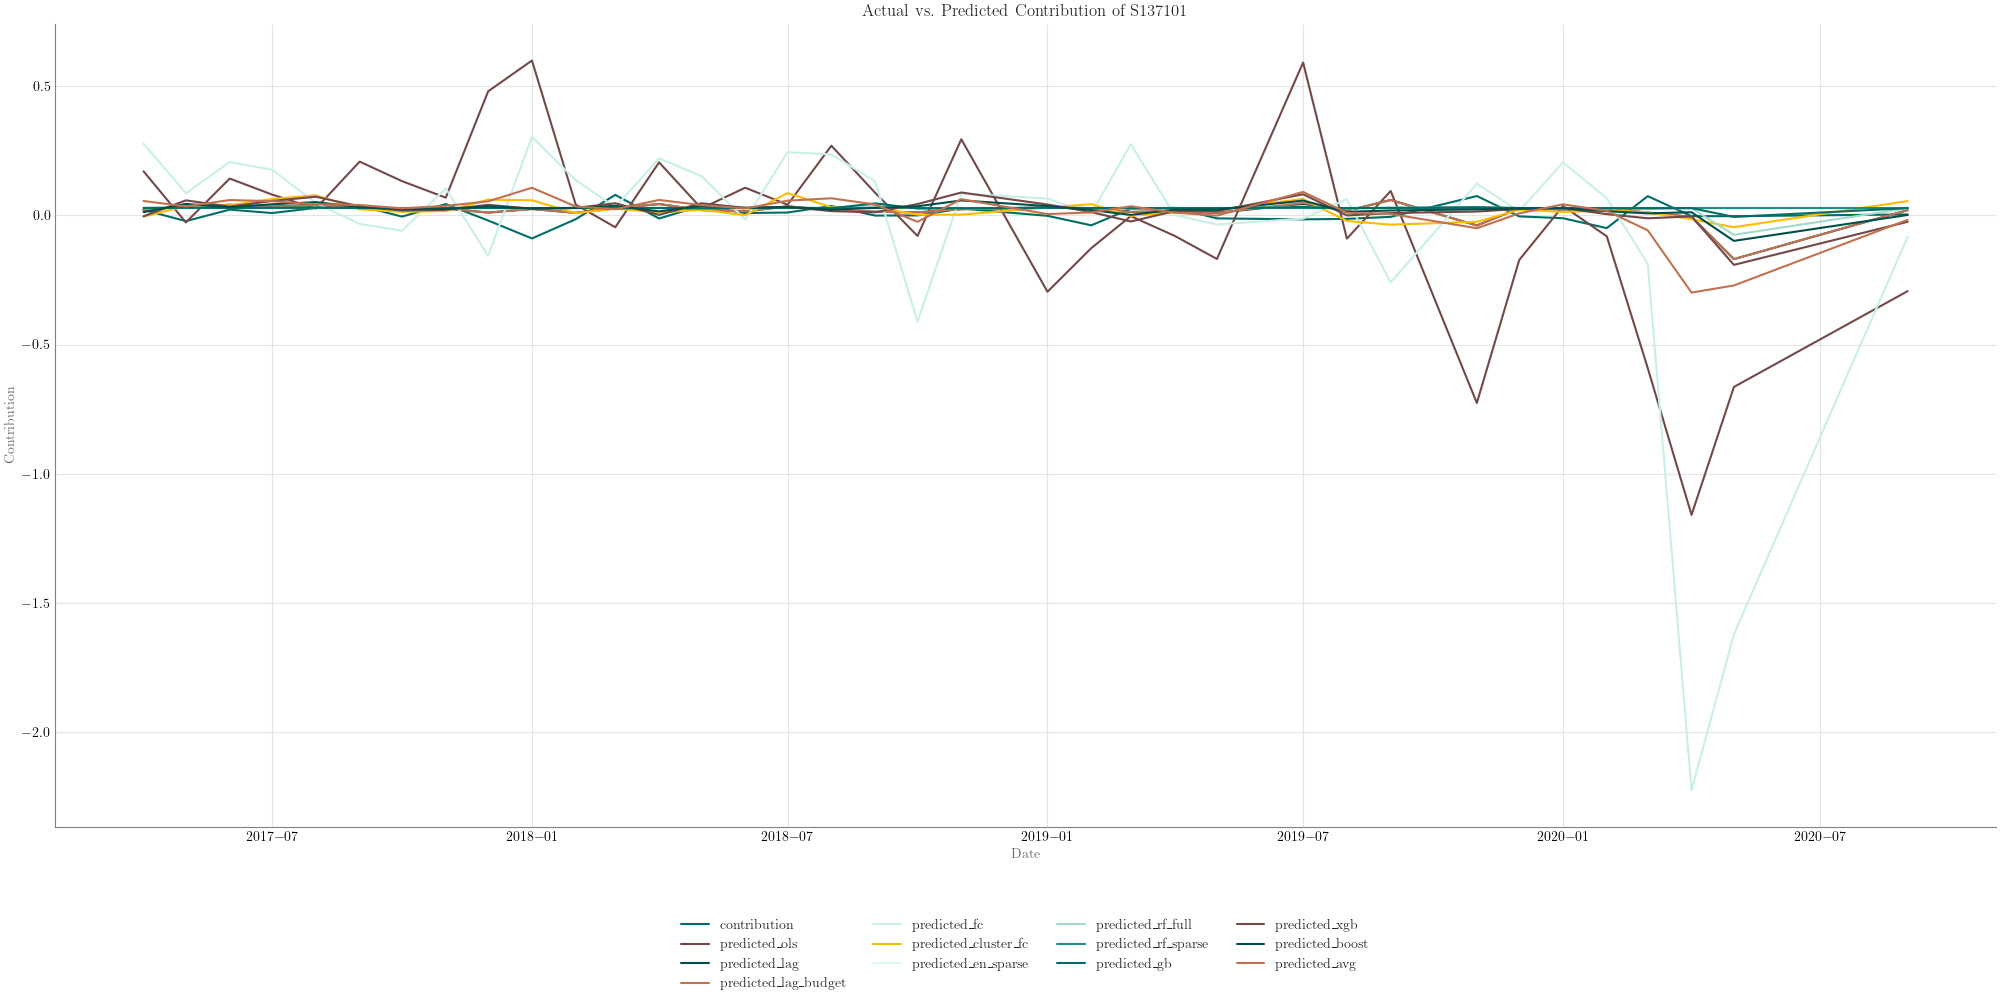 Actual vs. Predicted Contribution of S137101
0.5
0.0
−0.5
−1.0
−1.5
−2.0
Contribution
2017−07
2018−01
2018−07
2019−01
2019−07
2020−01
2020−07
Date
contribution
predicted_ols
predicted_lag
predicted_lag_budget
predicted_fc
predicted_cluster_fc
predicted_en_sparse
predicted_rf_full
predicted_rf_sparse
predicted_gb
predicted_xgb
predicted_boost
predicted_avg